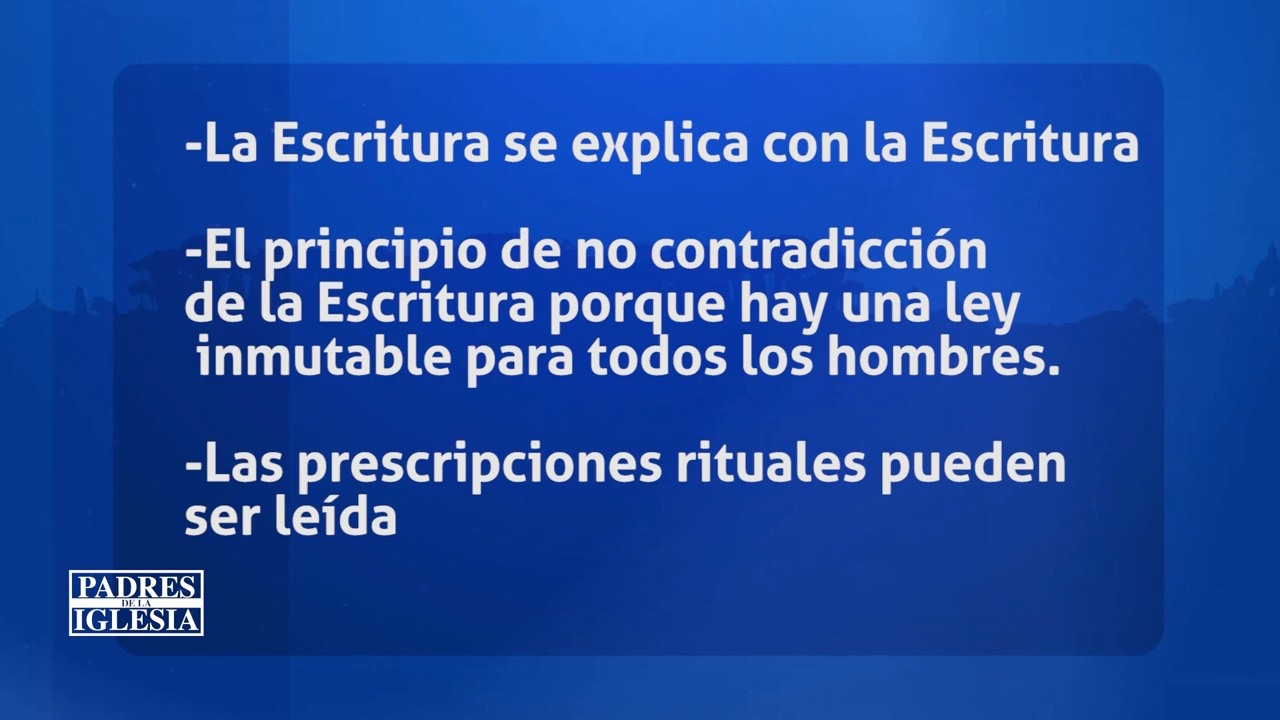 -La Escritura se explica con la Escritura
-El principio de no contradicción
de la Escritura porque hay una ley
inmutable para todos los hombres.
-Las prescripciones rituales pueden
ser leída
PADRES
DE LA
IGLESIA